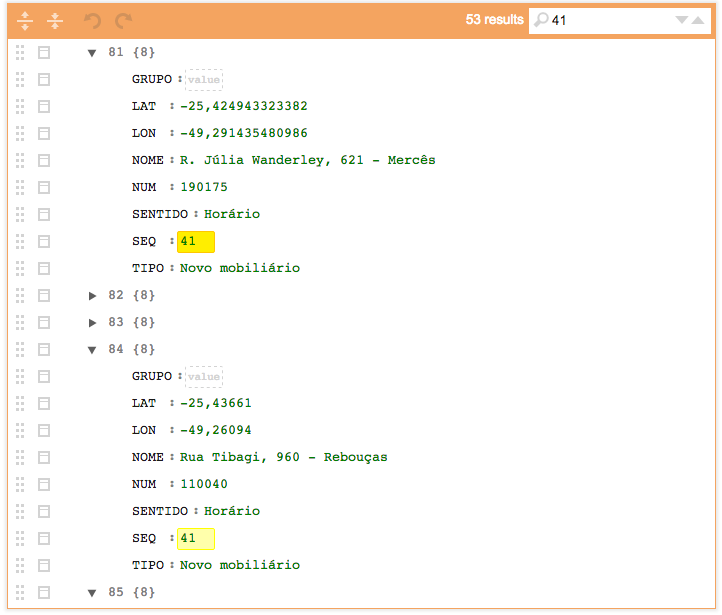 53 results 41
81 {8}
GRUPO : value
LAT : -25,424943323382
LON : -49,291435480986
NOME : R. Júlia Wanderley, 621 - Mercês
NUM : 190175
SENTIDO : Horário
SEQ : 41
TIPO : Novo mobiliário
82 {8}
83 {8}
84 {8}
GRUPO : value
LAT : -25,43661
LON : -49,26094
NOME : Rua Tibagi, 960 - Rebouças
NUM : 110040
SENTIDO : Horário
SEQ : 41
TIPO : Novo mobiliário
85 {8}